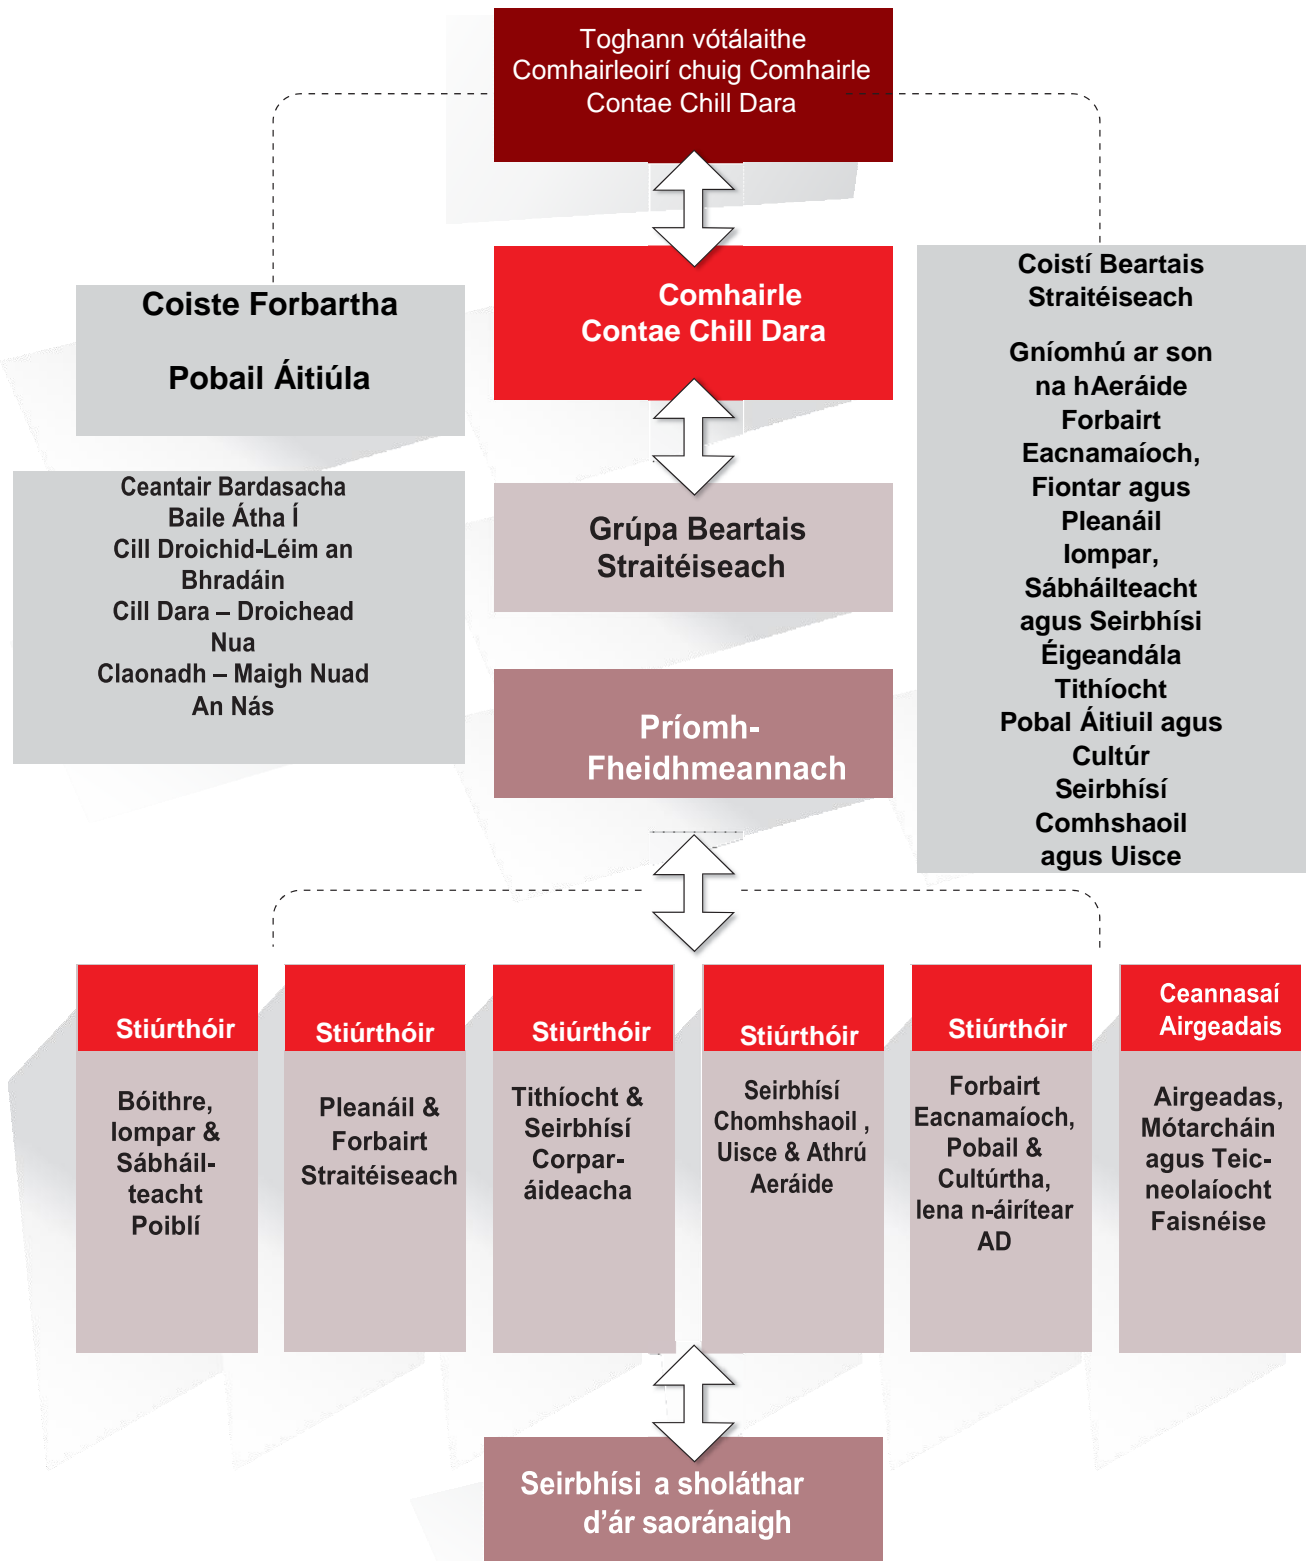 Toghann vótálaithe
Comhairleoirí chuig Comhairle
Contae Chill Dara
Comhairle
Contae Chill Dara
Coiste Forbartha
Pobail Áitiúla
Ceantair Bardasacha
Baile Átha Í
Cill Droichid-Léim an
Bhradáin
Cill Dara – Droichead
Nua
Claonadh – Maigh Nuad
An Nás
Grúpa Beartais
Straitéiseach
Príomh-
Fheidhmeannach
Coistí Beartais
Straitéiseach
Gníomhú ar son
na hAeráide
Forbairt
Eacnamaíoch,
Fiontar agus
Pleanáil
Iompar,
Sábháilteacht
agus Seirbhísi
Éigeandála
Tithíocht
Pobal Áitiuil agus
Cultúr
Seirbhísí
Comhshaoil
agus Uisce
Stiúrthóir
Bóithre,
Iompar &
Sábháil-
teacht
Poiblí
Stiúrthóir
Pleanáil &
Forbairt
Straitéiseach
Stiúrthóir
Tithíocht &
Seirbhísí
Corpar-
áideacha
Stiúrthóir
Seirbhísí
Chomhshaoil ,
Uisce & Athrú
Aeráide
Stiúrthóir
Forbairt
Eacnamaíoch,
Pobail &
Cultúrtha,
lena n-áirítear
AD
Ceannasaí
Airgeadais
Airgeadas,
Mótarcháin
agus Teic-
neolaíocht
Faisnéise
Seirbhísi a sholáthar
d’ár saoránaigh